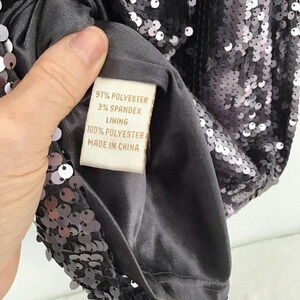 97% POLYESTER
3% SPANDEX
LINING
100% POLYESTER
MADE IN CHINA